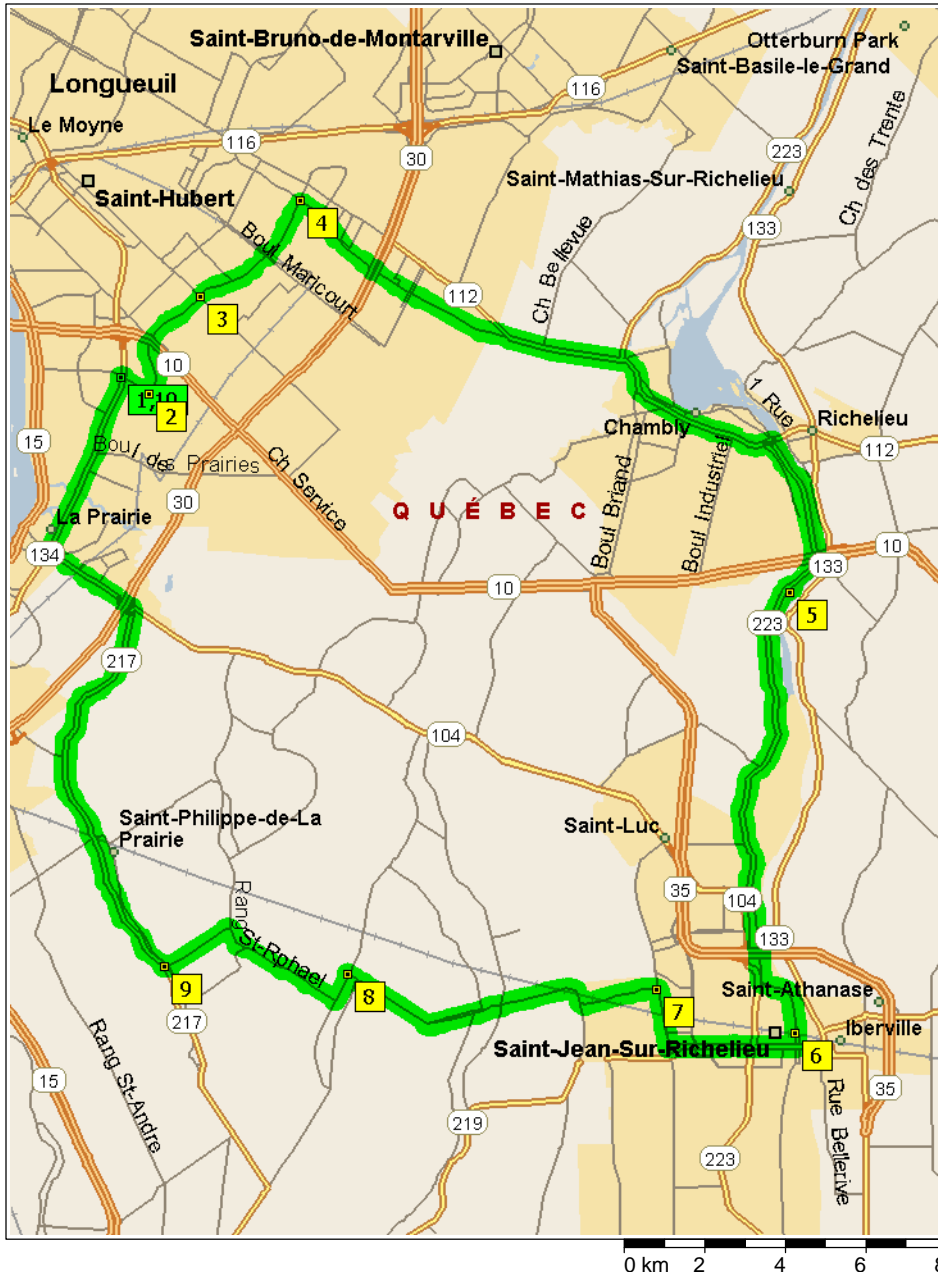 Saint-Bruno-de-Montarville
Otterburn Park
Saint-Basile-le-Grand
Longueuil
116
Le Moyne
116
30
223
Ch des Trente
Saint-Mathias-Sur-Richelieu
Saint-Hubert
4
133
Boul Maricourt
Ch Bellevue
112
3
10
1,10
2
1 Rue
Chambly
Richelieu
15
Boul des Prairies
Ch Service
112
30
QUÉBEC
Boul Briand
Boul Industriel
La Prairie
134
10
10
133
5
223
217
104
Saint-Philippe-de-La
Prairie
Saint-Luc
35
104
Rang
St-Rphael
133
9
8
7
Saint-Athanase
217
Saint-Jean-Sur-Richelieu
6
Iberville
Rang St-Andre
15
35
Rue Bellerive
219
223
0 km 2 4 6 8